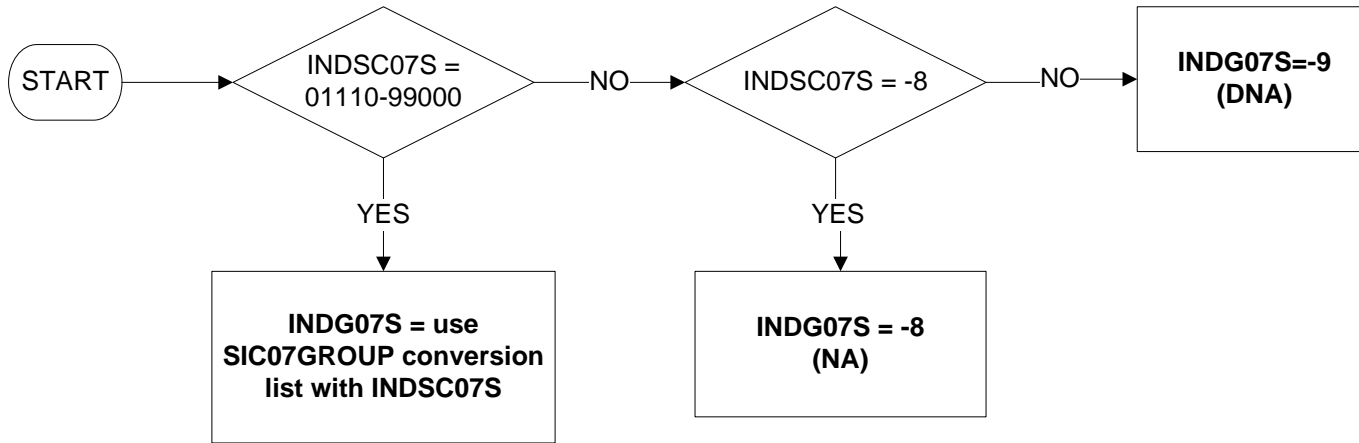 START
INDSC07S =
01110-99000
NO
INDSC07S = -8
NO
INDG07S=-9
(DNA)
YES
YES
INDG07S = use
SIC07GROUP conversion
list with INDSC07S
INDG07S = -8
(NA)